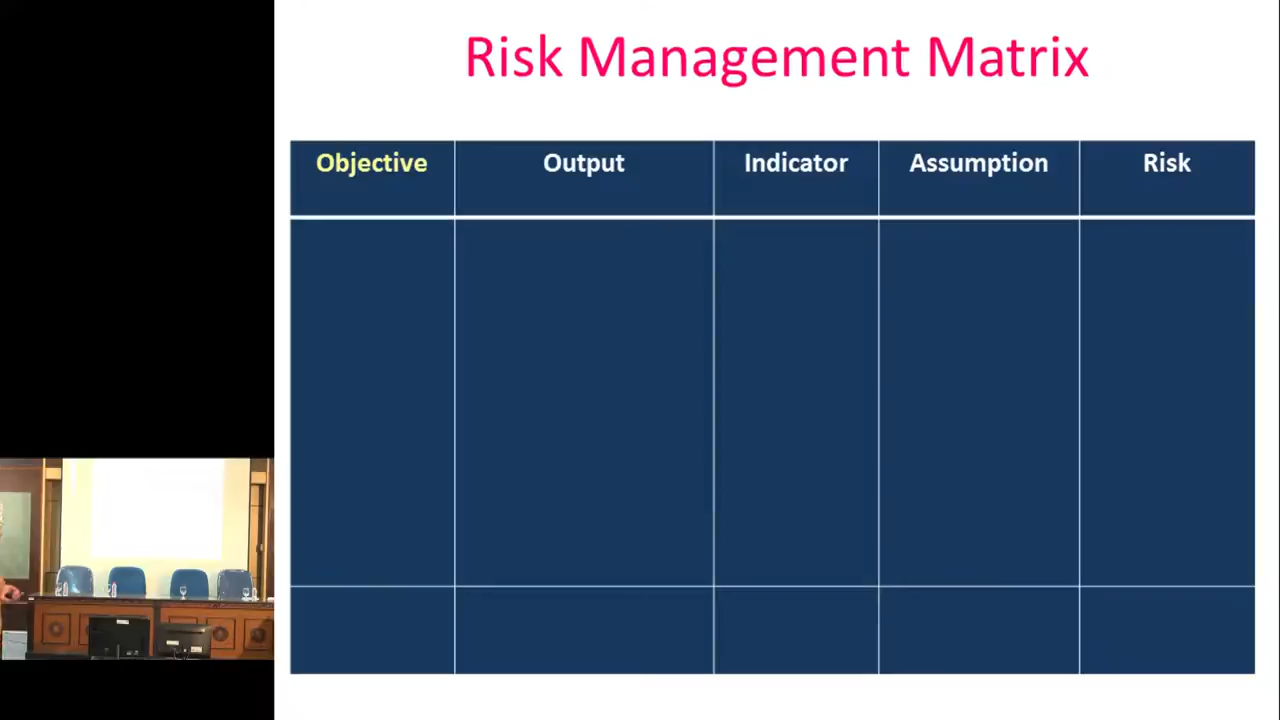 Risk Management Matrix
Objective Output Indicator Assumption Risk